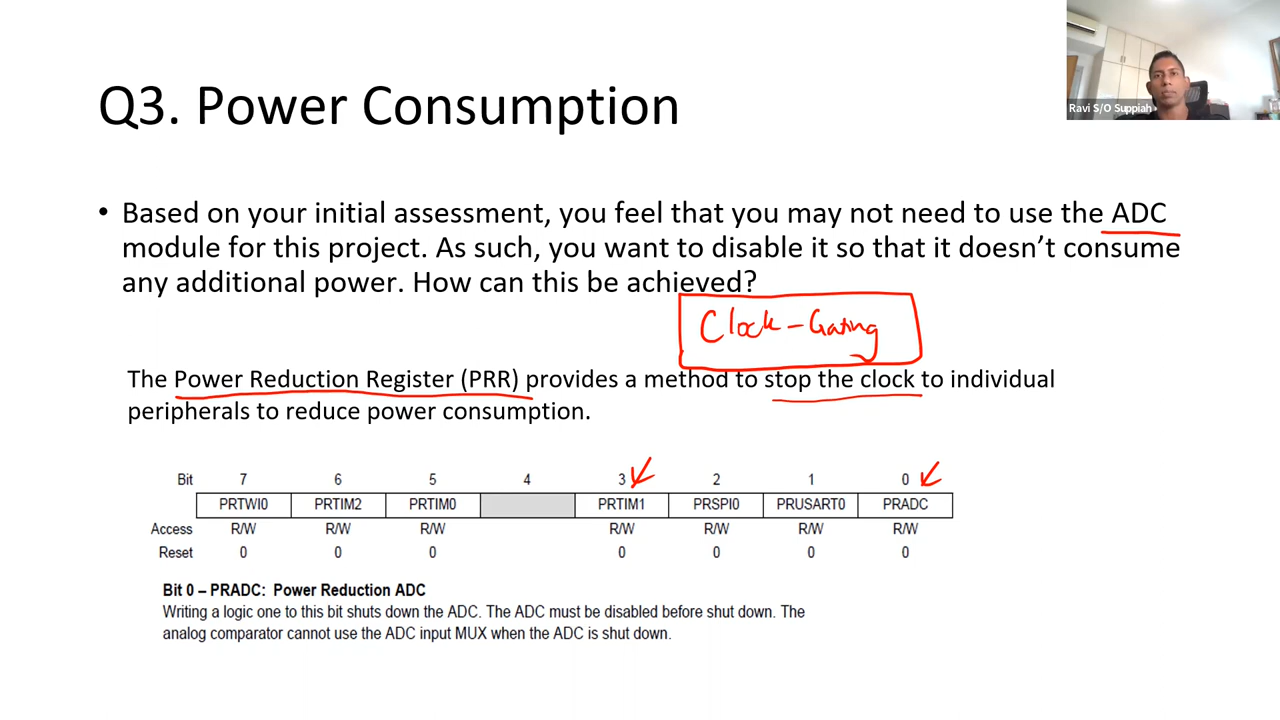 Q3. Power Consumption
Ravi S/O Suppiah
• Based on your initial assessment, you feel that you may not need to use the ADC
module for this project. As such, you want to disable it so that it doesn’t consume
any additional power. How can this be achieved?
Clock-Gating
The Power Reduction Register (PRR) provides a method to stop the clock to individual
peripherals to reduce power consumption.
Bit 7 6 5 4 3 2 1 0
PRTWI0 PRTIM2 PRTIM0 PRTIM1 PRSPI0 PRUSART0 PRADC
Access R/W R/W R/W R/W R/W R/W R/W
Reset 0 0 0 0 0 0 0
Bit 0 – PRADC: Power Reduction ADC
Writing a logic one to this bit shuts down the ADC. The ADC must be disabled before shut down. The
analog comparator cannot use the ADC input MUX when the ADC is shut down.